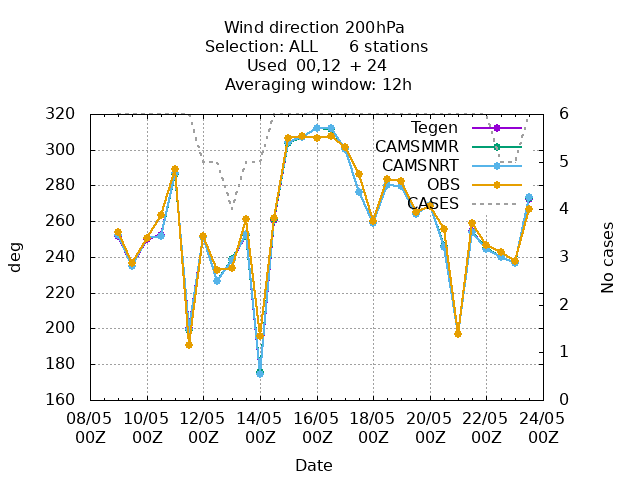 Wind direction 200hPa
Selection: ALL      6 stations
Used  00,12  + 24
Averaging window: 12h
320 6
300 5
280
260 4
240 3
220
200 2
180 1
160 0
deg
No cases
Tegen
CAMSMMR
CAMSNRT
OBS
CASES
08/05 10/05 12/05 14/05 16/05 18/05 20/05 22/05 24/05
00Z 00Z 00Z 00Z 00Z 00Z 00Z 00Z 00Z
Date